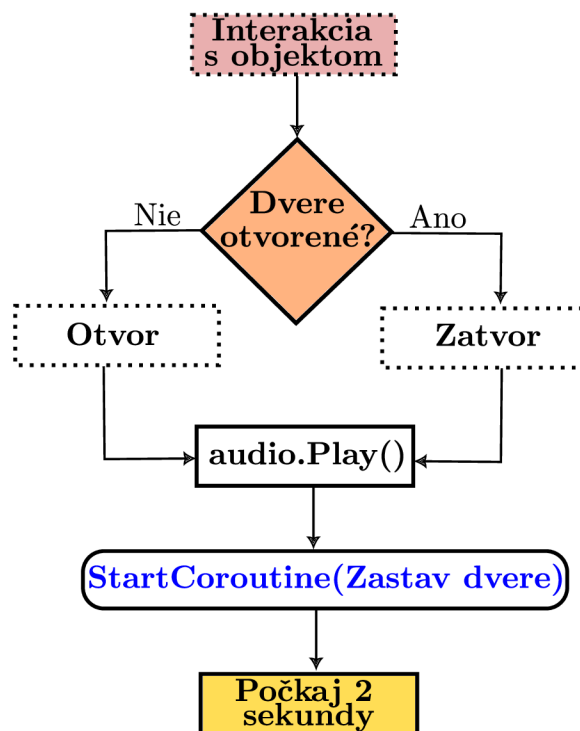 Interakcia
s objektom
Dvere
otvorené?
Nie
Ano
Otvor
Zatvor
audio.Play()
StartCoroutine(Zastav dvere)
Počkaj 2
sekundy